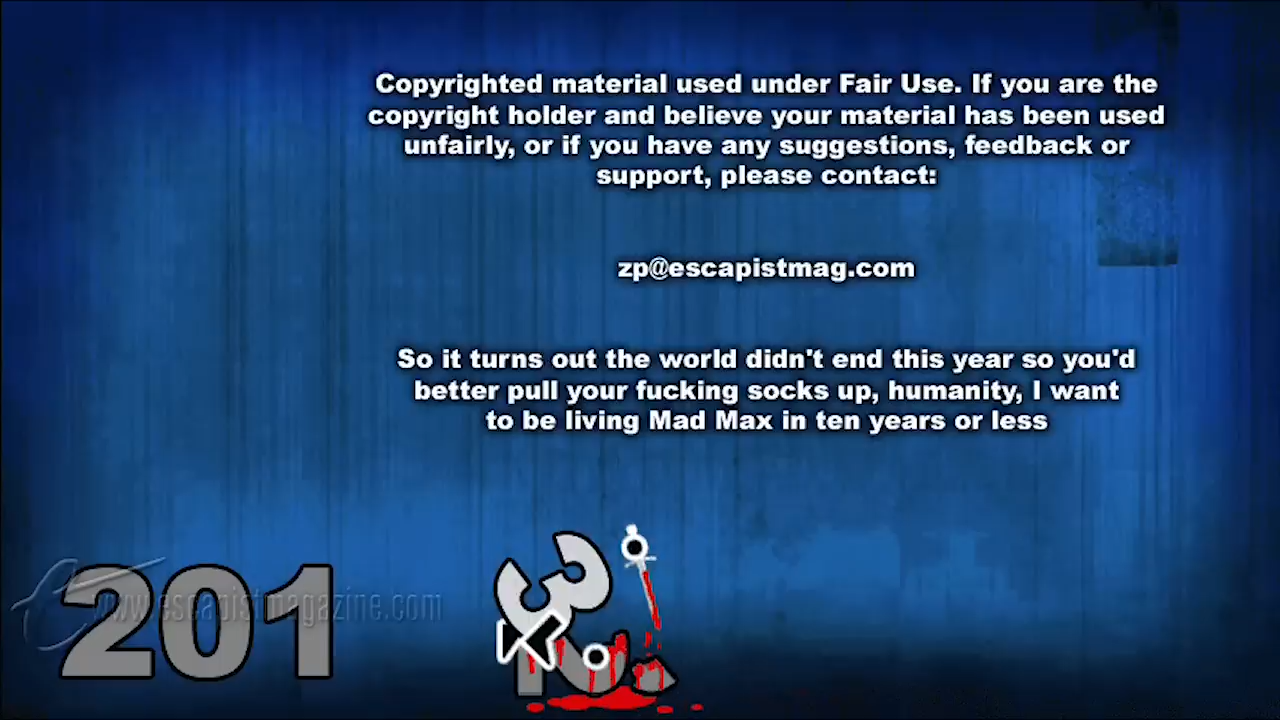 Copyrighted material used under Fair Use. If you are the
copyright holder and believe your material has been used
unfairly, or if you have any suggestions, feedback or
support, please contact:
zp@escapistmag.com
So it turns out the world didn't end this year so you'd
better pull your fucking socks up, humanity, I want
to be living Mad Max in ten years or less
201
3
2
www.escapistmagazine.com